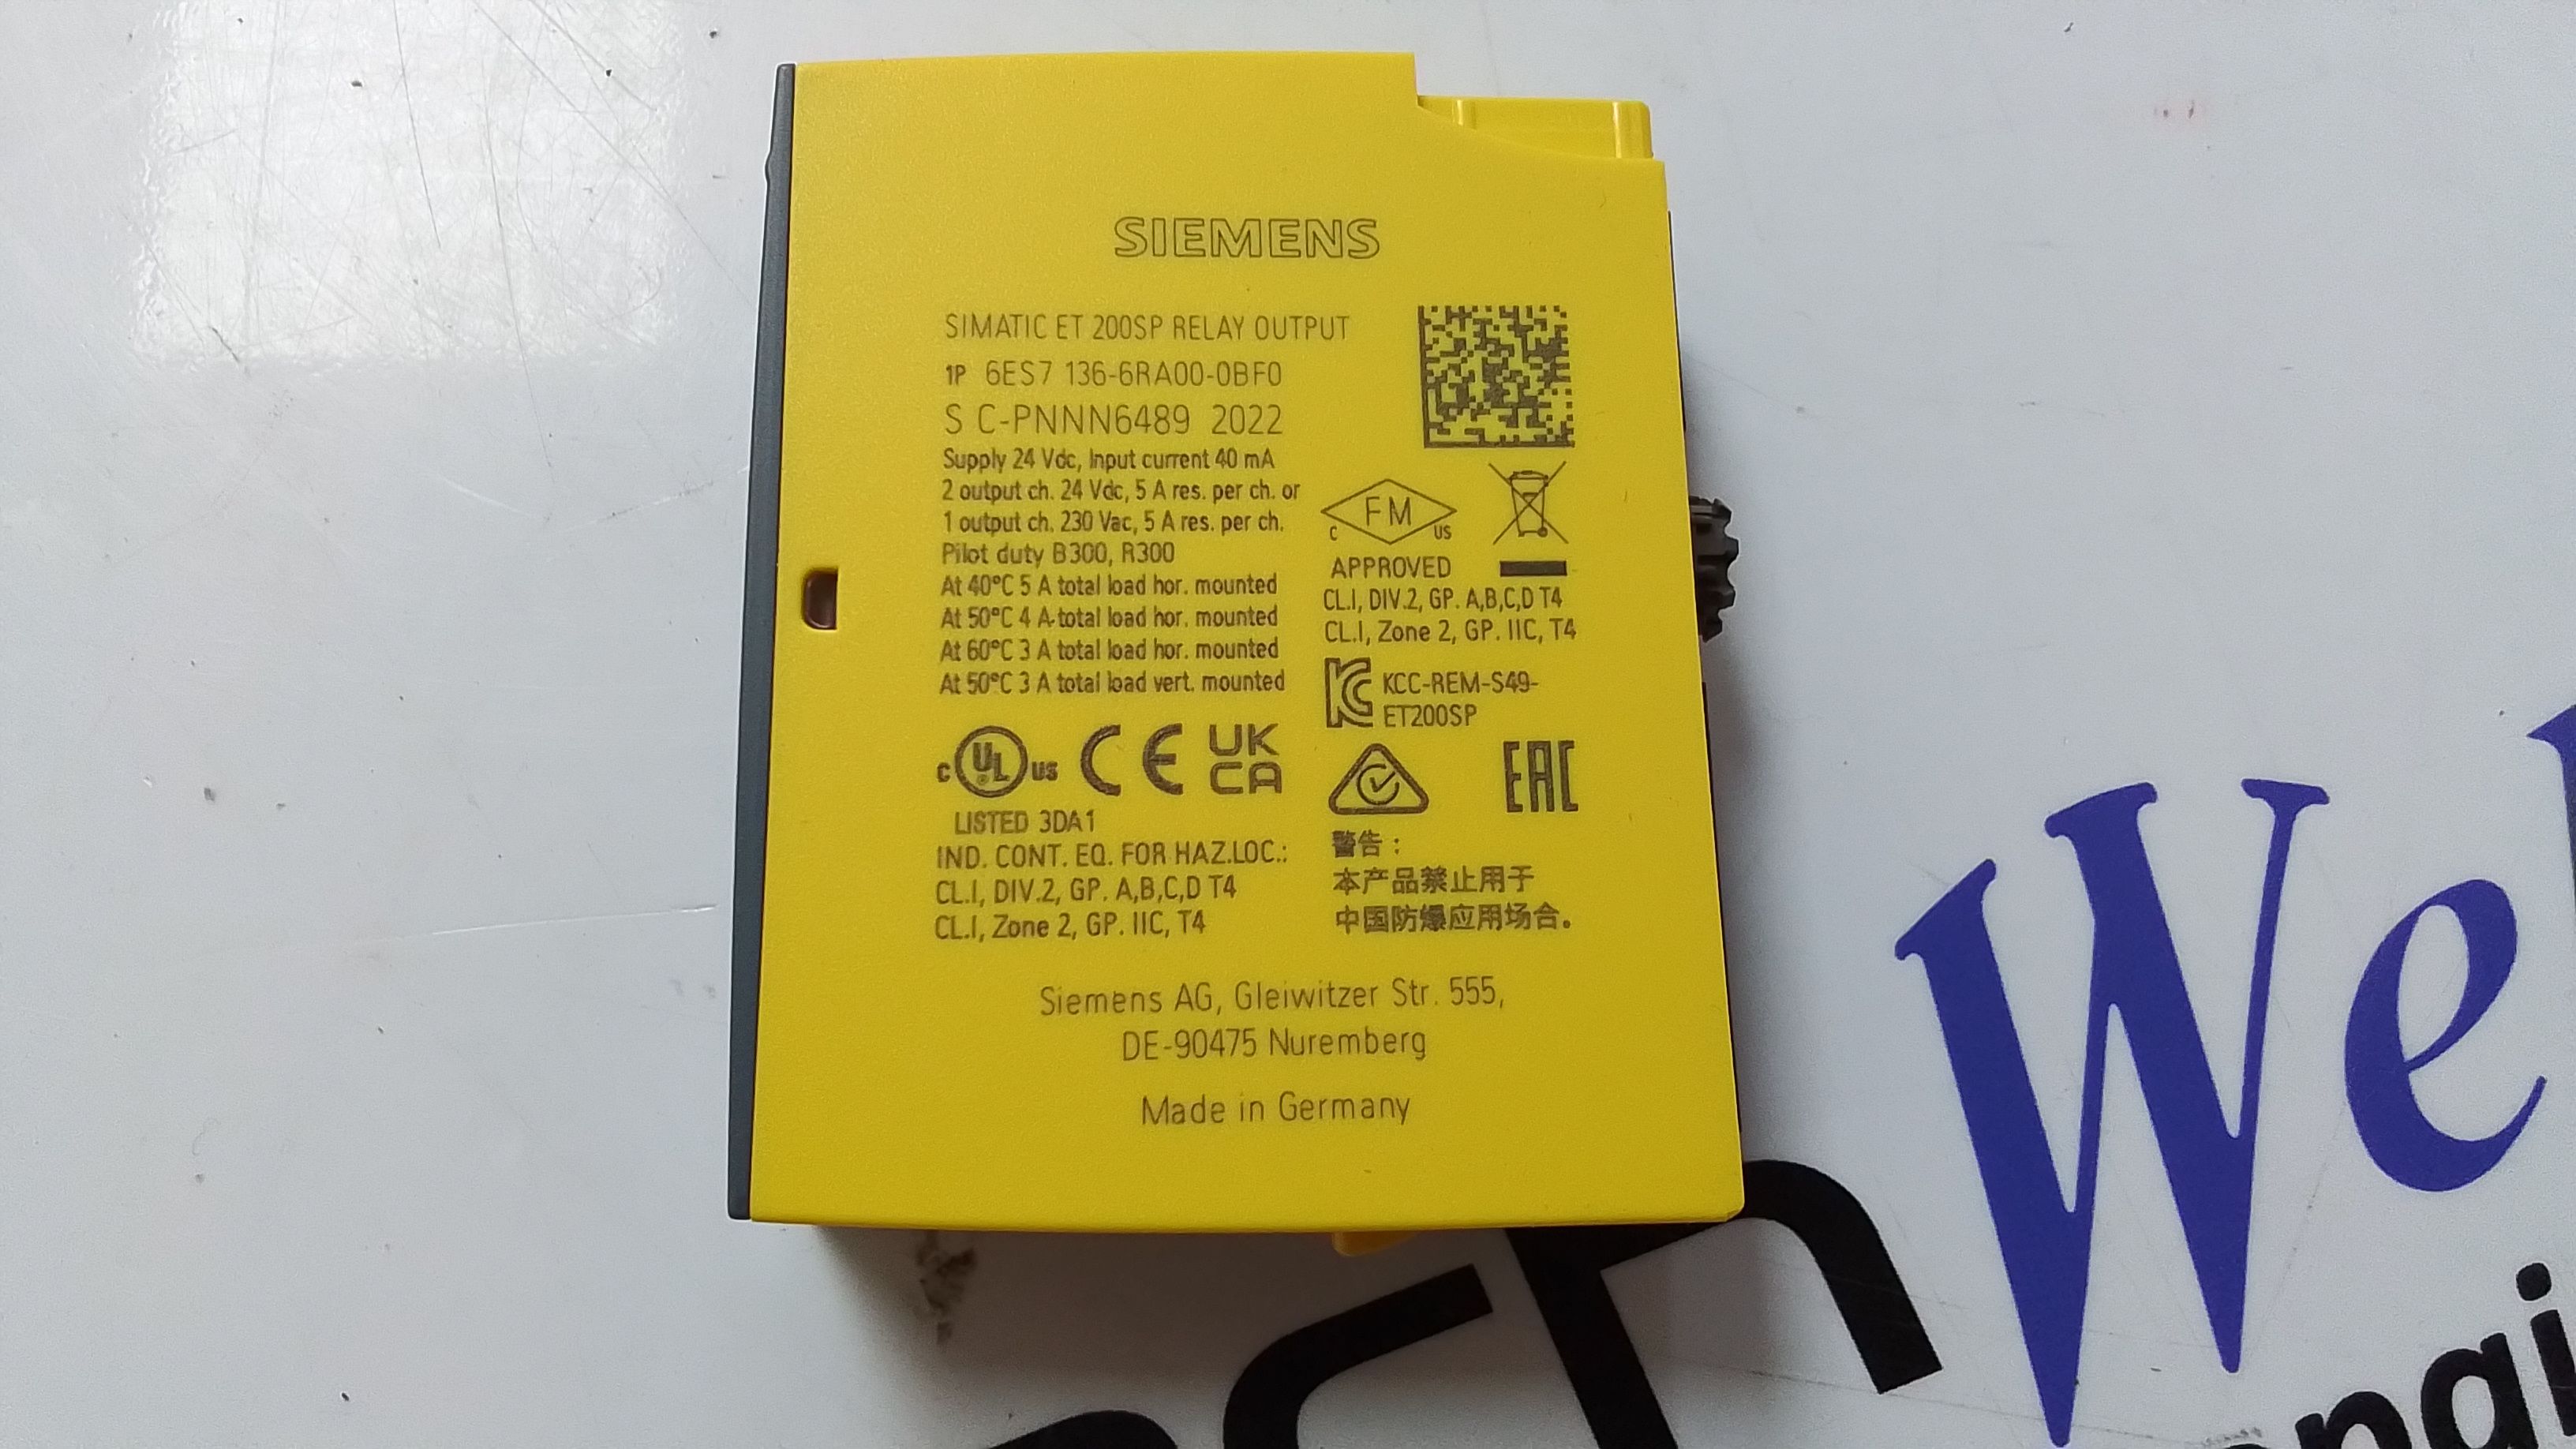 SIEMENS
SIMATIC ET 200SP RELAY OUTPUT
1P 6ES7 136-6RA00-0BF0
S C-PNNN6489 2022
Supply 24 Vdc, Input current 40 mA
2 output ch. 24 Vdc, 5 A res. per ch. or
1 output ch. 230 Vac, 5 A res. per ch.
Pilot duty B300, R300
At 40°C 5 A total load hor. mounted
At 50°C 4 A total load hor. mounted
At 60°C 3 A total load hor. mounted
At 50°C 3 A total load vert. mounted
C UL US CE UK
CA
LISTED 3DA1
IND. CONT. EQ. FOR HAZ.LOC.:
CL.I, DIV.2, GP. A,B,C,D T4
CL.I, Zone 2, GP. IIC, T4
FM
C US
APPROVED
CL.I, DIV.2, GP. A,B,C,D T4
CL.I, Zone 2, GP. IIC, T4
KC KCC-REM-S49-
ET200SP
EAC
警告：
本产品禁止用于
中国防爆应用场合。
Siemens AG, Gleiwitzer Str. 555,
DE-90475 Nuremberg
Made in Germany